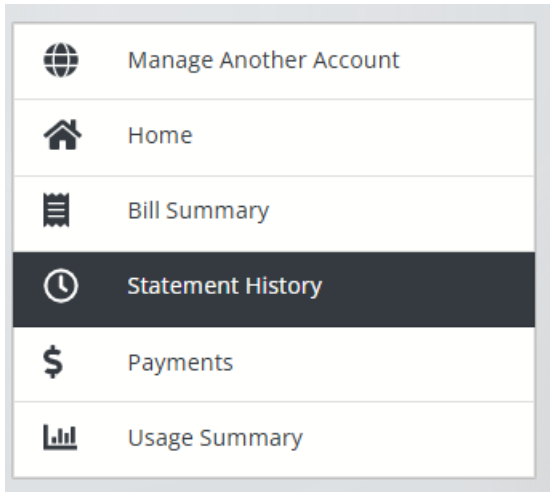 Manage Another Account
Home
Bill Summary
Statement History
Payments
Usage Summary